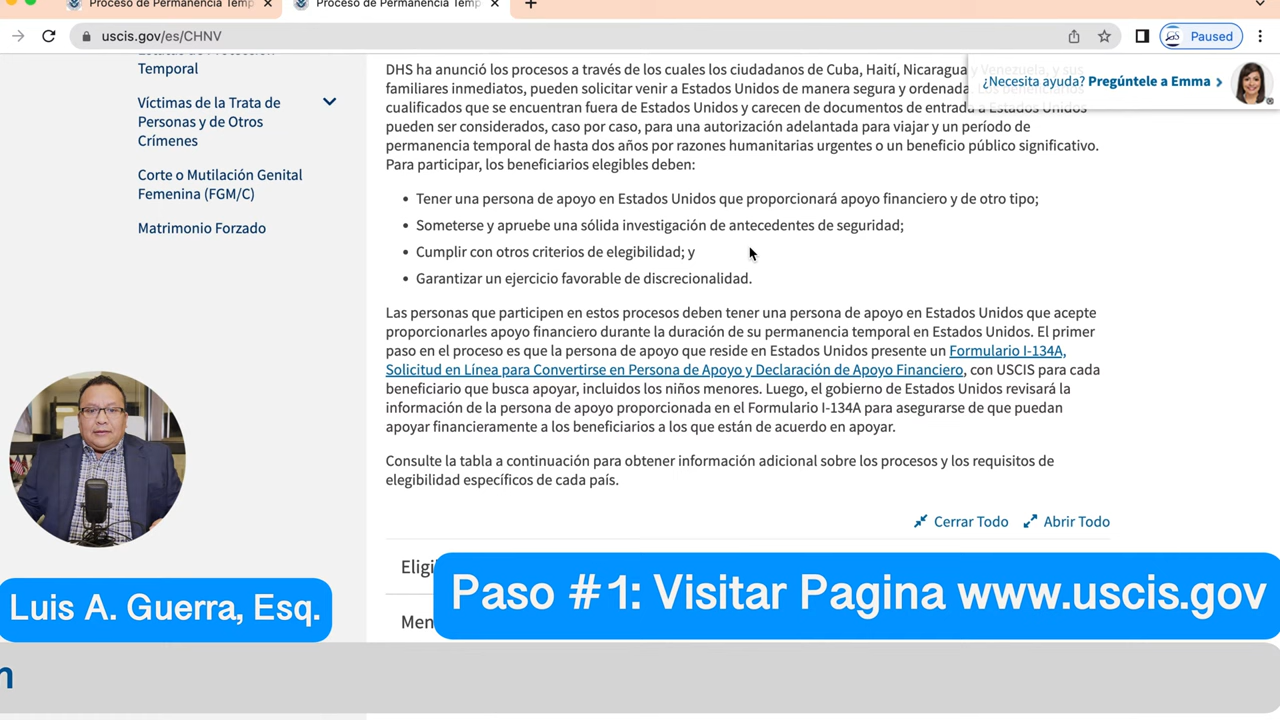 Proceso de Permanencia Temp
Proceso de Permanencia Temp
uscis.gov/es/CHNV
Paused
Temporal
Víctimas de la Trata de
Personas y de Otros
Crímenes
Corte o Mutilación Genital
Femenina (FGM/C)
Matrimonio Forzado
¿Necesita ayuda? Pregúntele a Emma
DHS ha anunció los procesos a través de los cuales los ciudadanos de Cuba, Haití, Nicaragua y Venezuela, y sus
familiares inmediatos, pueden solicitar venir a Estados Unidos de manera segura y ordenada. Los beneficiarios
cualificados que se encuentran fuera de Estados Unidos y carecen de documentos de entrada a Estados Unidos
pueden ser considerados, caso por caso, para una autorización adelantada para viajar y un período de
permanencia temporal de hasta dos años por razones humanitarias urgentes o un beneficio público significativo.
Para participar, los beneficiarios elegibles deben:
• Tener una persona de apoyo en Estados Unidos que proporcionará apoyo financiero y de otro tipo;
• Someterse y apruebe una sólida investigación de antecedentes de seguridad;
• Cumplir con otros criterios de elegibilidad; y
• Garantizar un ejercicio favorable de discrecionalidad.
Las personas que participen en estos procesos deben tener una persona de apoyo en Estados Unidos que acepte
proporcionarles apoyo financiero durante la duración de su permanencia temporal en Estados Unidos. El primer
paso en el proceso es que la persona de apoyo que reside en Estados Unidos presente un Formulario I-134A,
Solicitud en Línea para Convertirse en Persona de Apoyo y Declaración de Apoyo Financiero, con USCIS para cada
beneficiario que busca apoyar, incluidos los niños menores. Luego, el gobierno de Estados Unidos revisará la
información de la persona de apoyo proporcionada en el Formulario I-134A para asegurarse de que puedan
apoyar financieramente a los beneficiarios a los que están de acuerdo en apoyar.
Consulte la tabla a continuación para obtener información adicional sobre los procesos y los requisitos de
elegibilidad específicos de cada país.
Cerrar Todo Abrir Todo
Eligi
Men
Paso #1: Visitar Pagina www.uscis.gov
Luis A. Guerra, Esq.